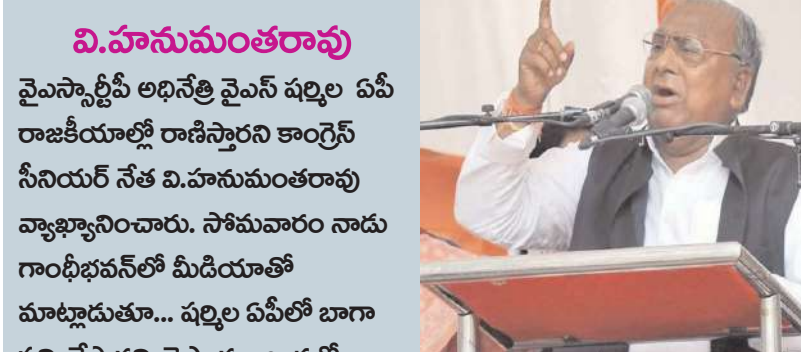 వి.హనుమంతరావు
వైఎస్సార్టీపీ అధినేత్రి వైఎస్ షర్మిల ఏపీ
రాజకీయాల్లో రాణిస్తారని కాంగ్రెస్
సీనియర్ నేత వి.హనుమంతరావు
వ్యాఖ్యానించారు. సోమవారం నాడు
గాంధీభవన్‌లో మీడియాతో
మాట్లాడుతూ... షర్మిల ఏపీలో బాగా